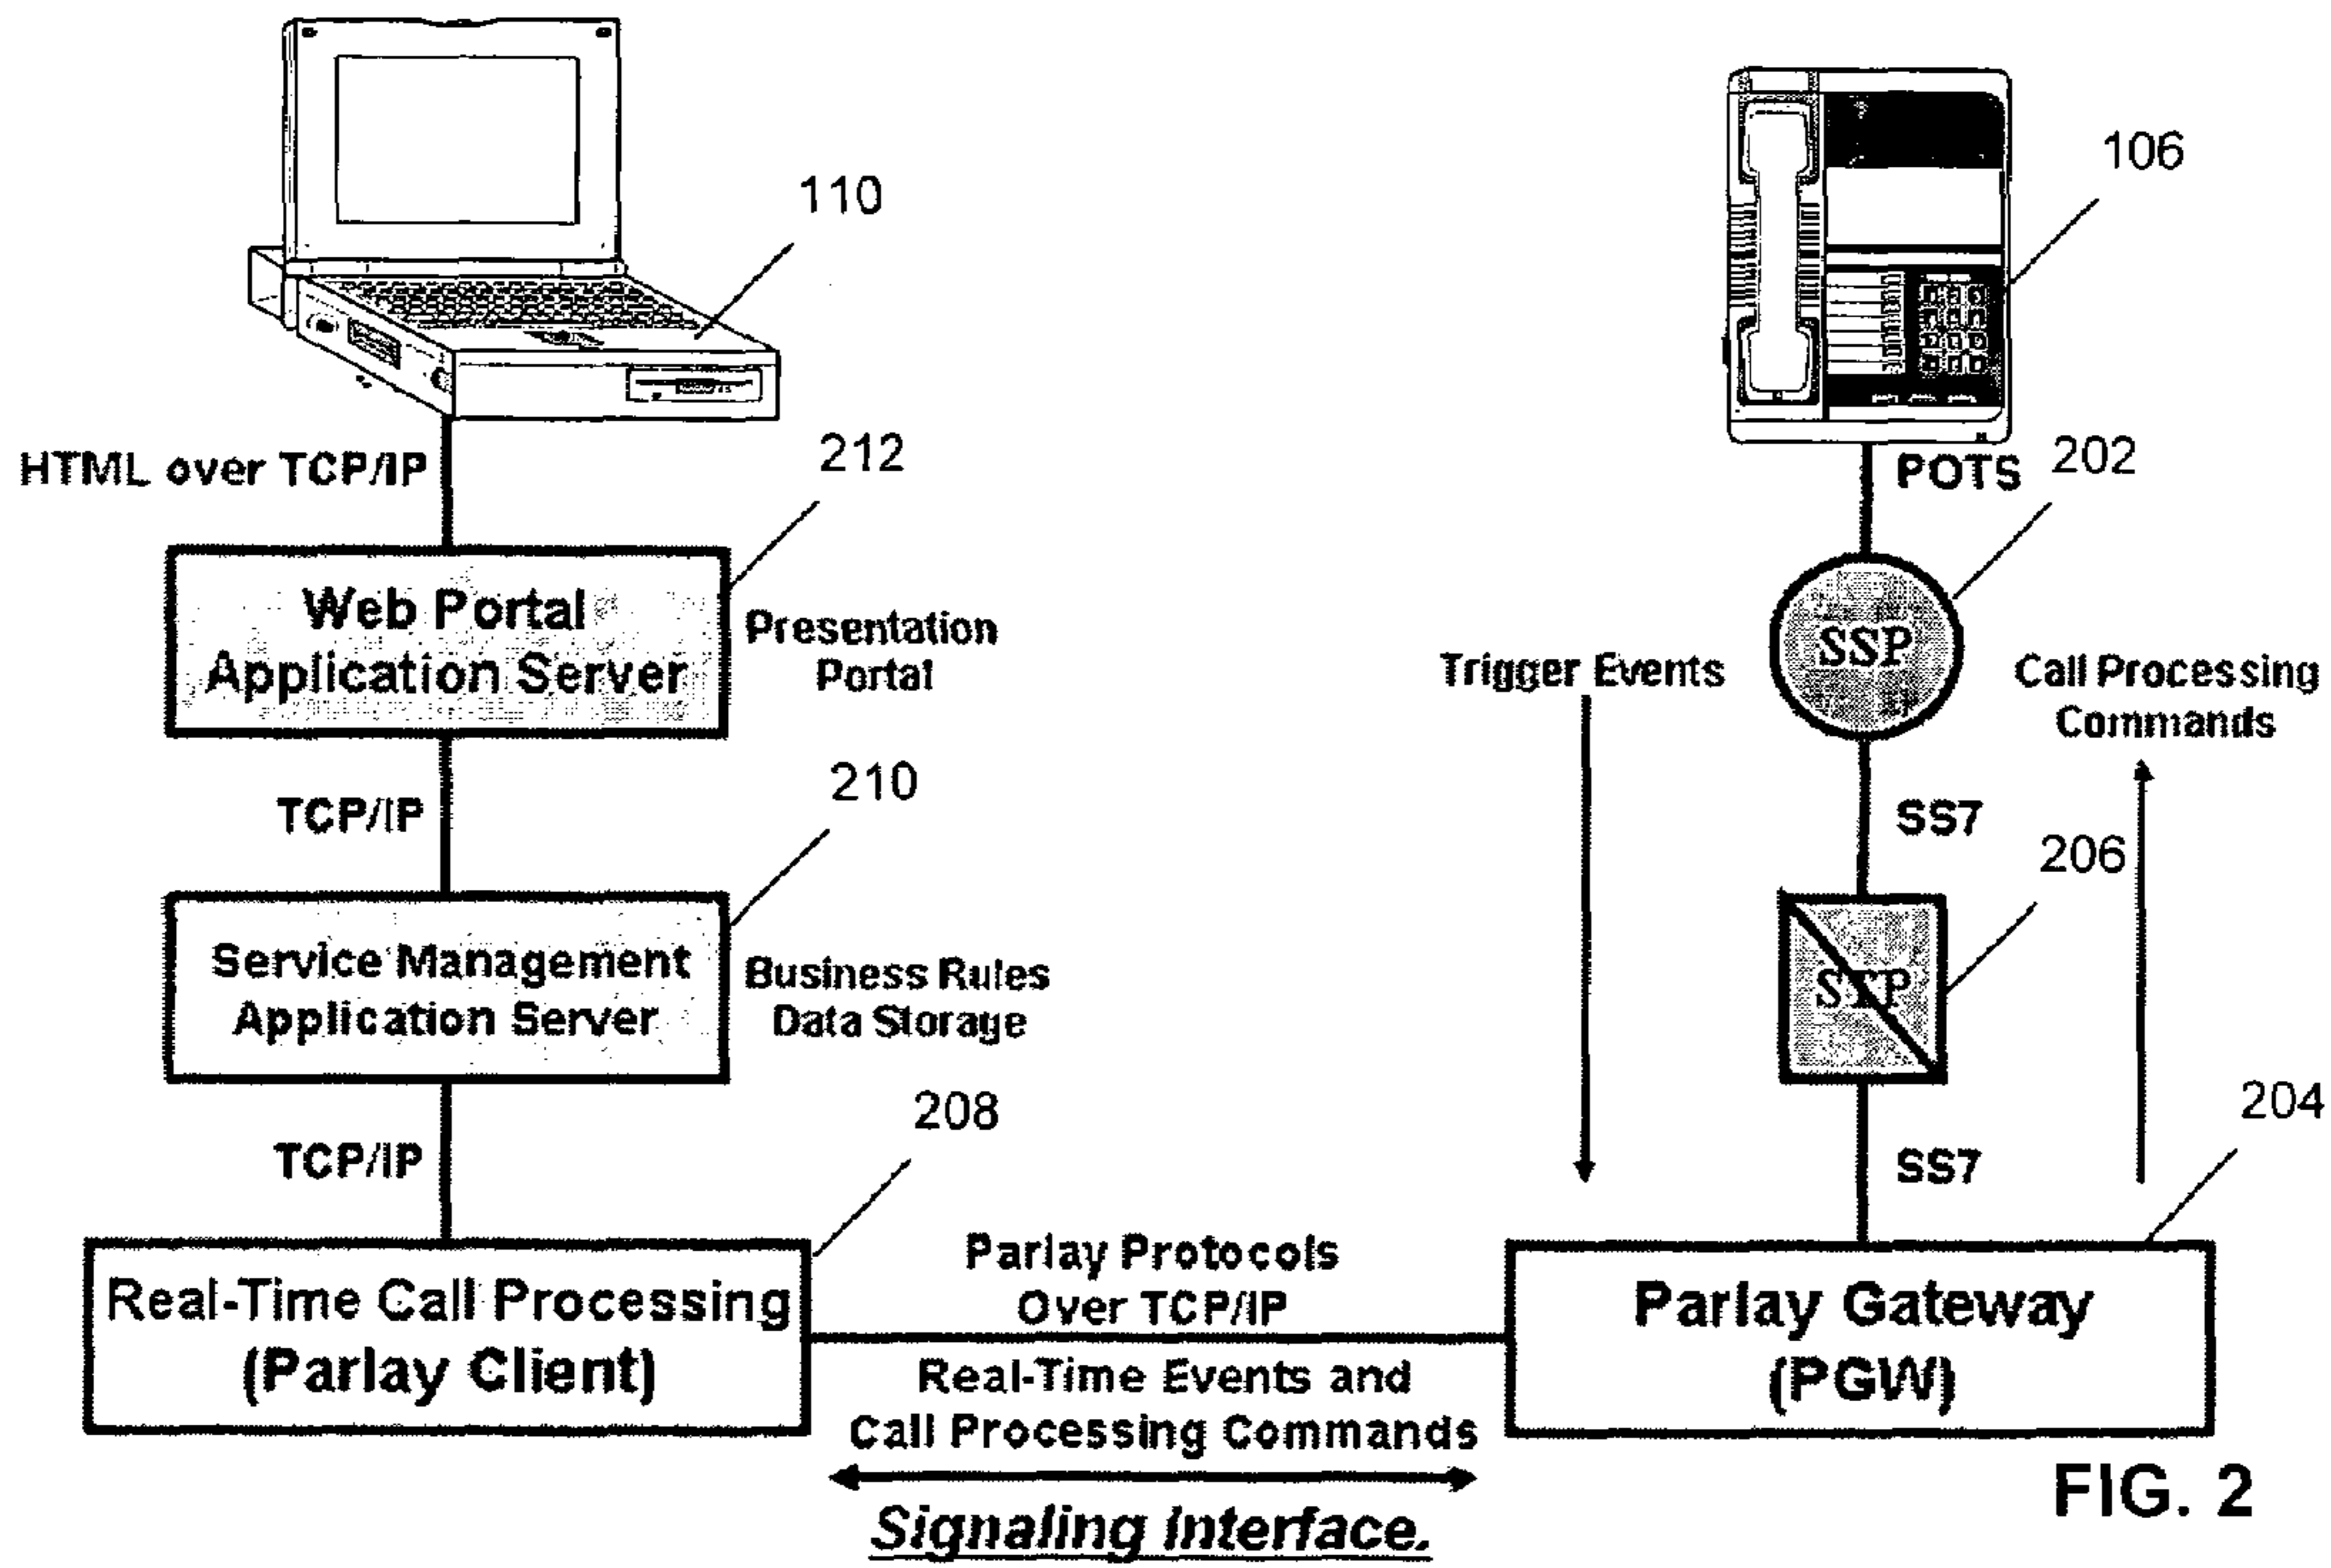 110
HTML over TCP/IP
212
Web Portal
Application Server
Presentation
Portal
TCP/IP
210
Service Management
Application Server
Business Rules
Data Storage
TCP/IP
208
Real-Time Call Processing
(Parlay Client)
Parlay Protocols
Over TCP/IP
Real-Time Events and
Call Processing Commands
Signaling Interface.
106
POTS
202
SSP
Trigger Events
Call Processing
Commands
SS7
206
STP
SS7
204
Parlay Gateway
(PGW)
FIG. 2